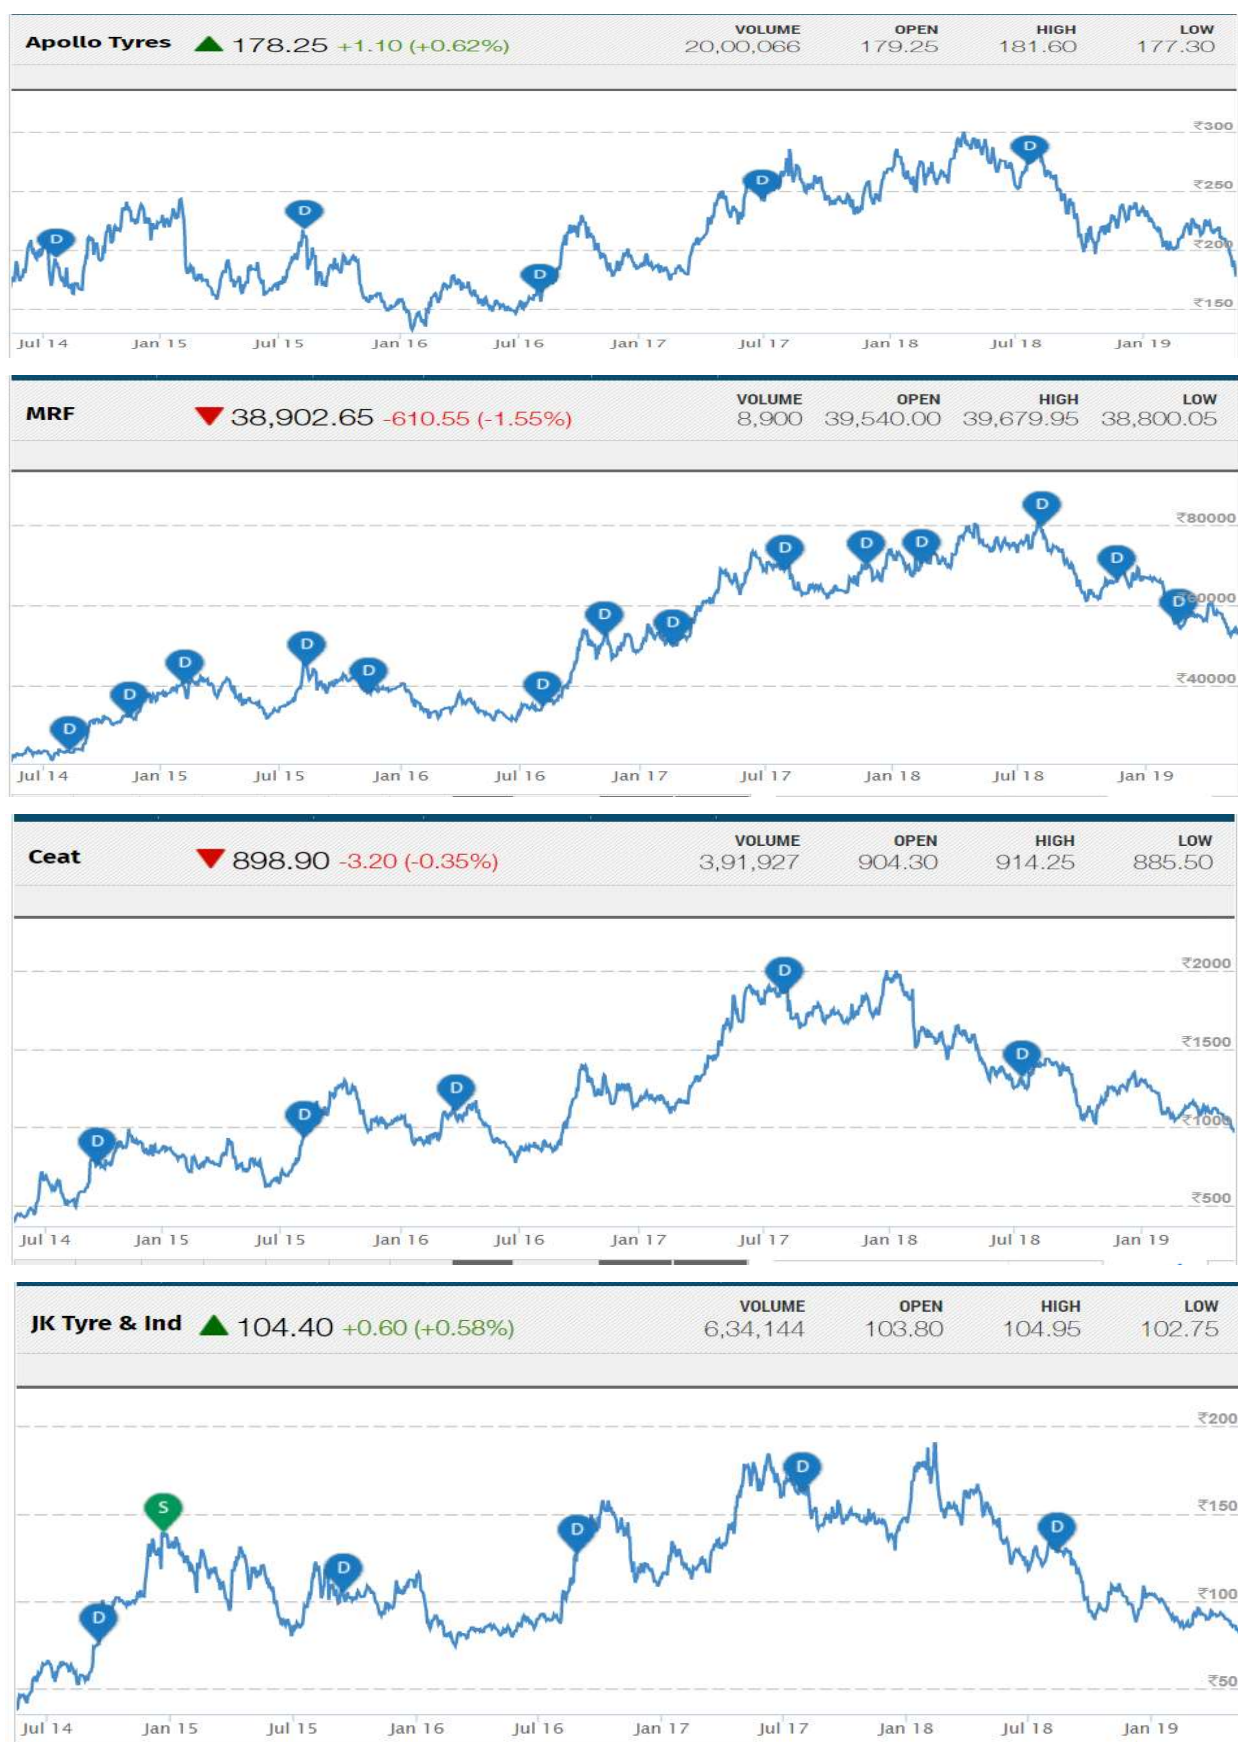 VOLUME OPEN HIGH LOW
Apollo Tyres 178.25 +1.10 (+0.62%) 20,00,066 179.25 181.60 177.30
₹300
D D
₹250
D D
₹200
D
₹150
Jul 14 Jan 15 Jul 15 Jan 16 Jul 16 Jan 17 Jul 17 Jan 18 Jul 18 Jan 19
VOLUME OPEN HIGH LOW
MRF 38,902.65 -610.55 (-1.55%) 8,900 39,540.00 39,679.95 38,800.05
D ₹80000
D D D D
D D D D ₹60000
D D D D ₹40000
D
Jul 14 Jan 15 Jul 15 Jan 16 Jul 16 Jan 17 Jul 17 Jan 18 Jul 18 Jan 19
VOLUME OPEN HIGH LOW
Ceat 898.90 -3.20 (-0.35%) 3,91,927 904.30 914.25 885.50
D ₹2000
D ₹1500
D D ₹1000
D
₹500
Jul 14 Jan 15 Jul 15 Jan 16 Jul 16 Jan 17 Jul 17 Jan 18 Jul 18 Jan 19
VOLUME OPEN HIGH LOW
JK Tyre & Ind 104.40 +0.60 (+0.58%) 6,34,144 103.80 104.95 102.75
₹200
D
S ₹150
D D
D ₹100
D
₹50
Jul 14 Jan 15 Jul 15 Jan 16 Jul 16 Jan 17 Jul 17 Jan 18 Jul 18 Jan 19